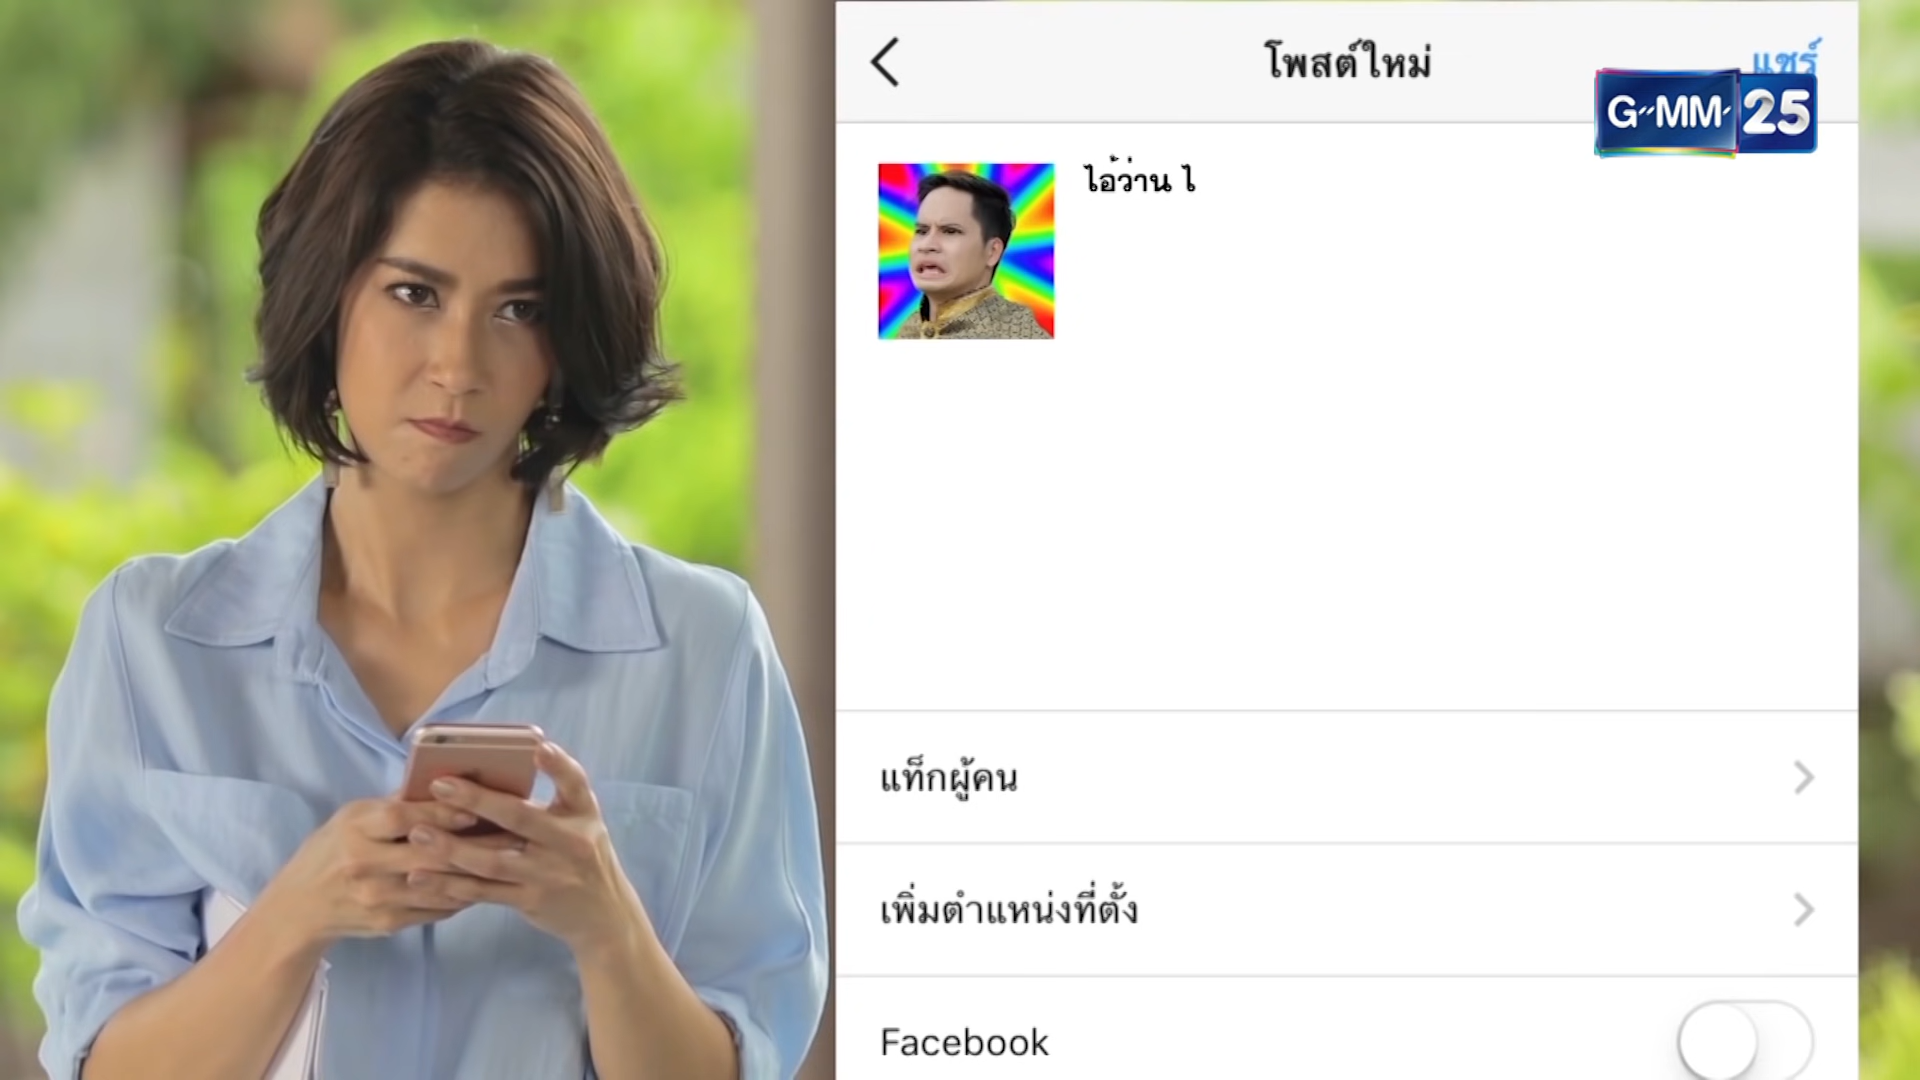 โพสต์ใหม่
แชร์
GMM 25
ไอ้ว่าน ไ
แท็กผู้คน
เพิ่มตำแหน่งที่ตั้ง
Facebook